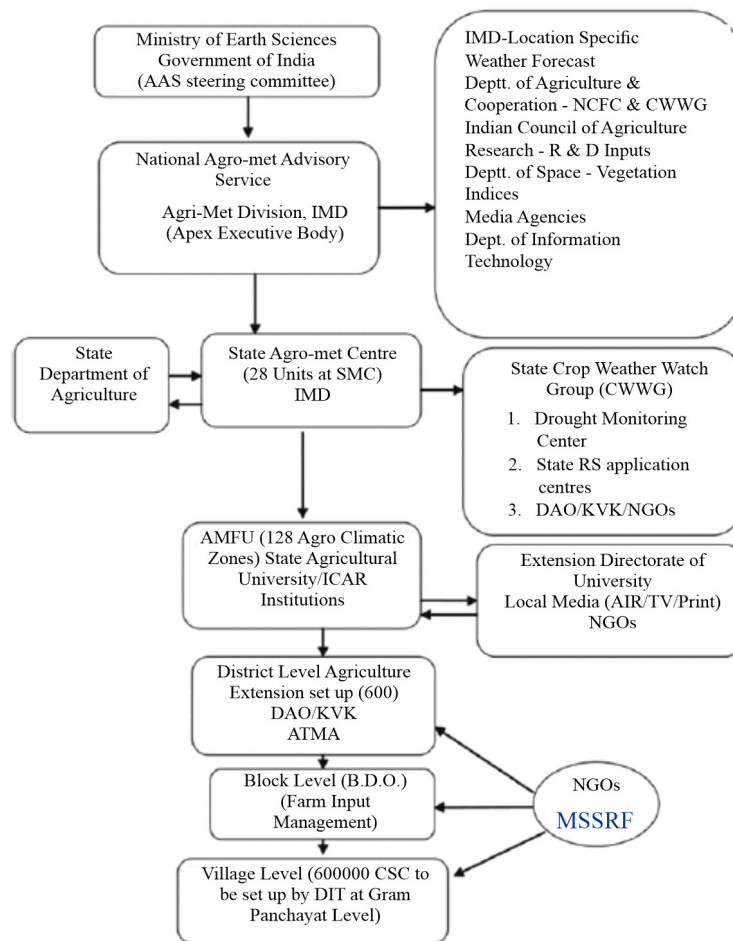 Ministry of Earth Sciences
Government of India
(AAS steering committee)
IMD-Location Specific
Weather Forecast
Deptt. of Agriculture &
Cooperation - NCFC & CWWG
Indian Council of Agriculture
Research - R & D Inputs
Deptt. of Space - Vegetation
Indices
Media Agencies
Dept. of Information
Technology
National Agro-met Advisory
Service
Agri-Met Division, IMD
(Apex Executive Body)
State
Department of
Agriculture
State Agro-met Centre
(28 Units at SMC)
IMD
State Crop Weather Watch
Group (CWWG)
1. Drought Monitoring
Center
2. State RS application
centres
3. DAO/KVK/NGOs
AMFU (128 Agro Climatic
Zones) State Agricultural
University/ICAR
Institutions
Extension Directorate of
University
Local Media (AIR/TV/Print)
NGOs
District Level Agriculture
Extension set up (600)
DAO/KVK
ATMA
Block Level (B.D.O.)
(Farm Input
Management)
NGOs
MSSRF
Village Level (600000 CSC to
be set up by DIT at Gram
Panchayat Level)